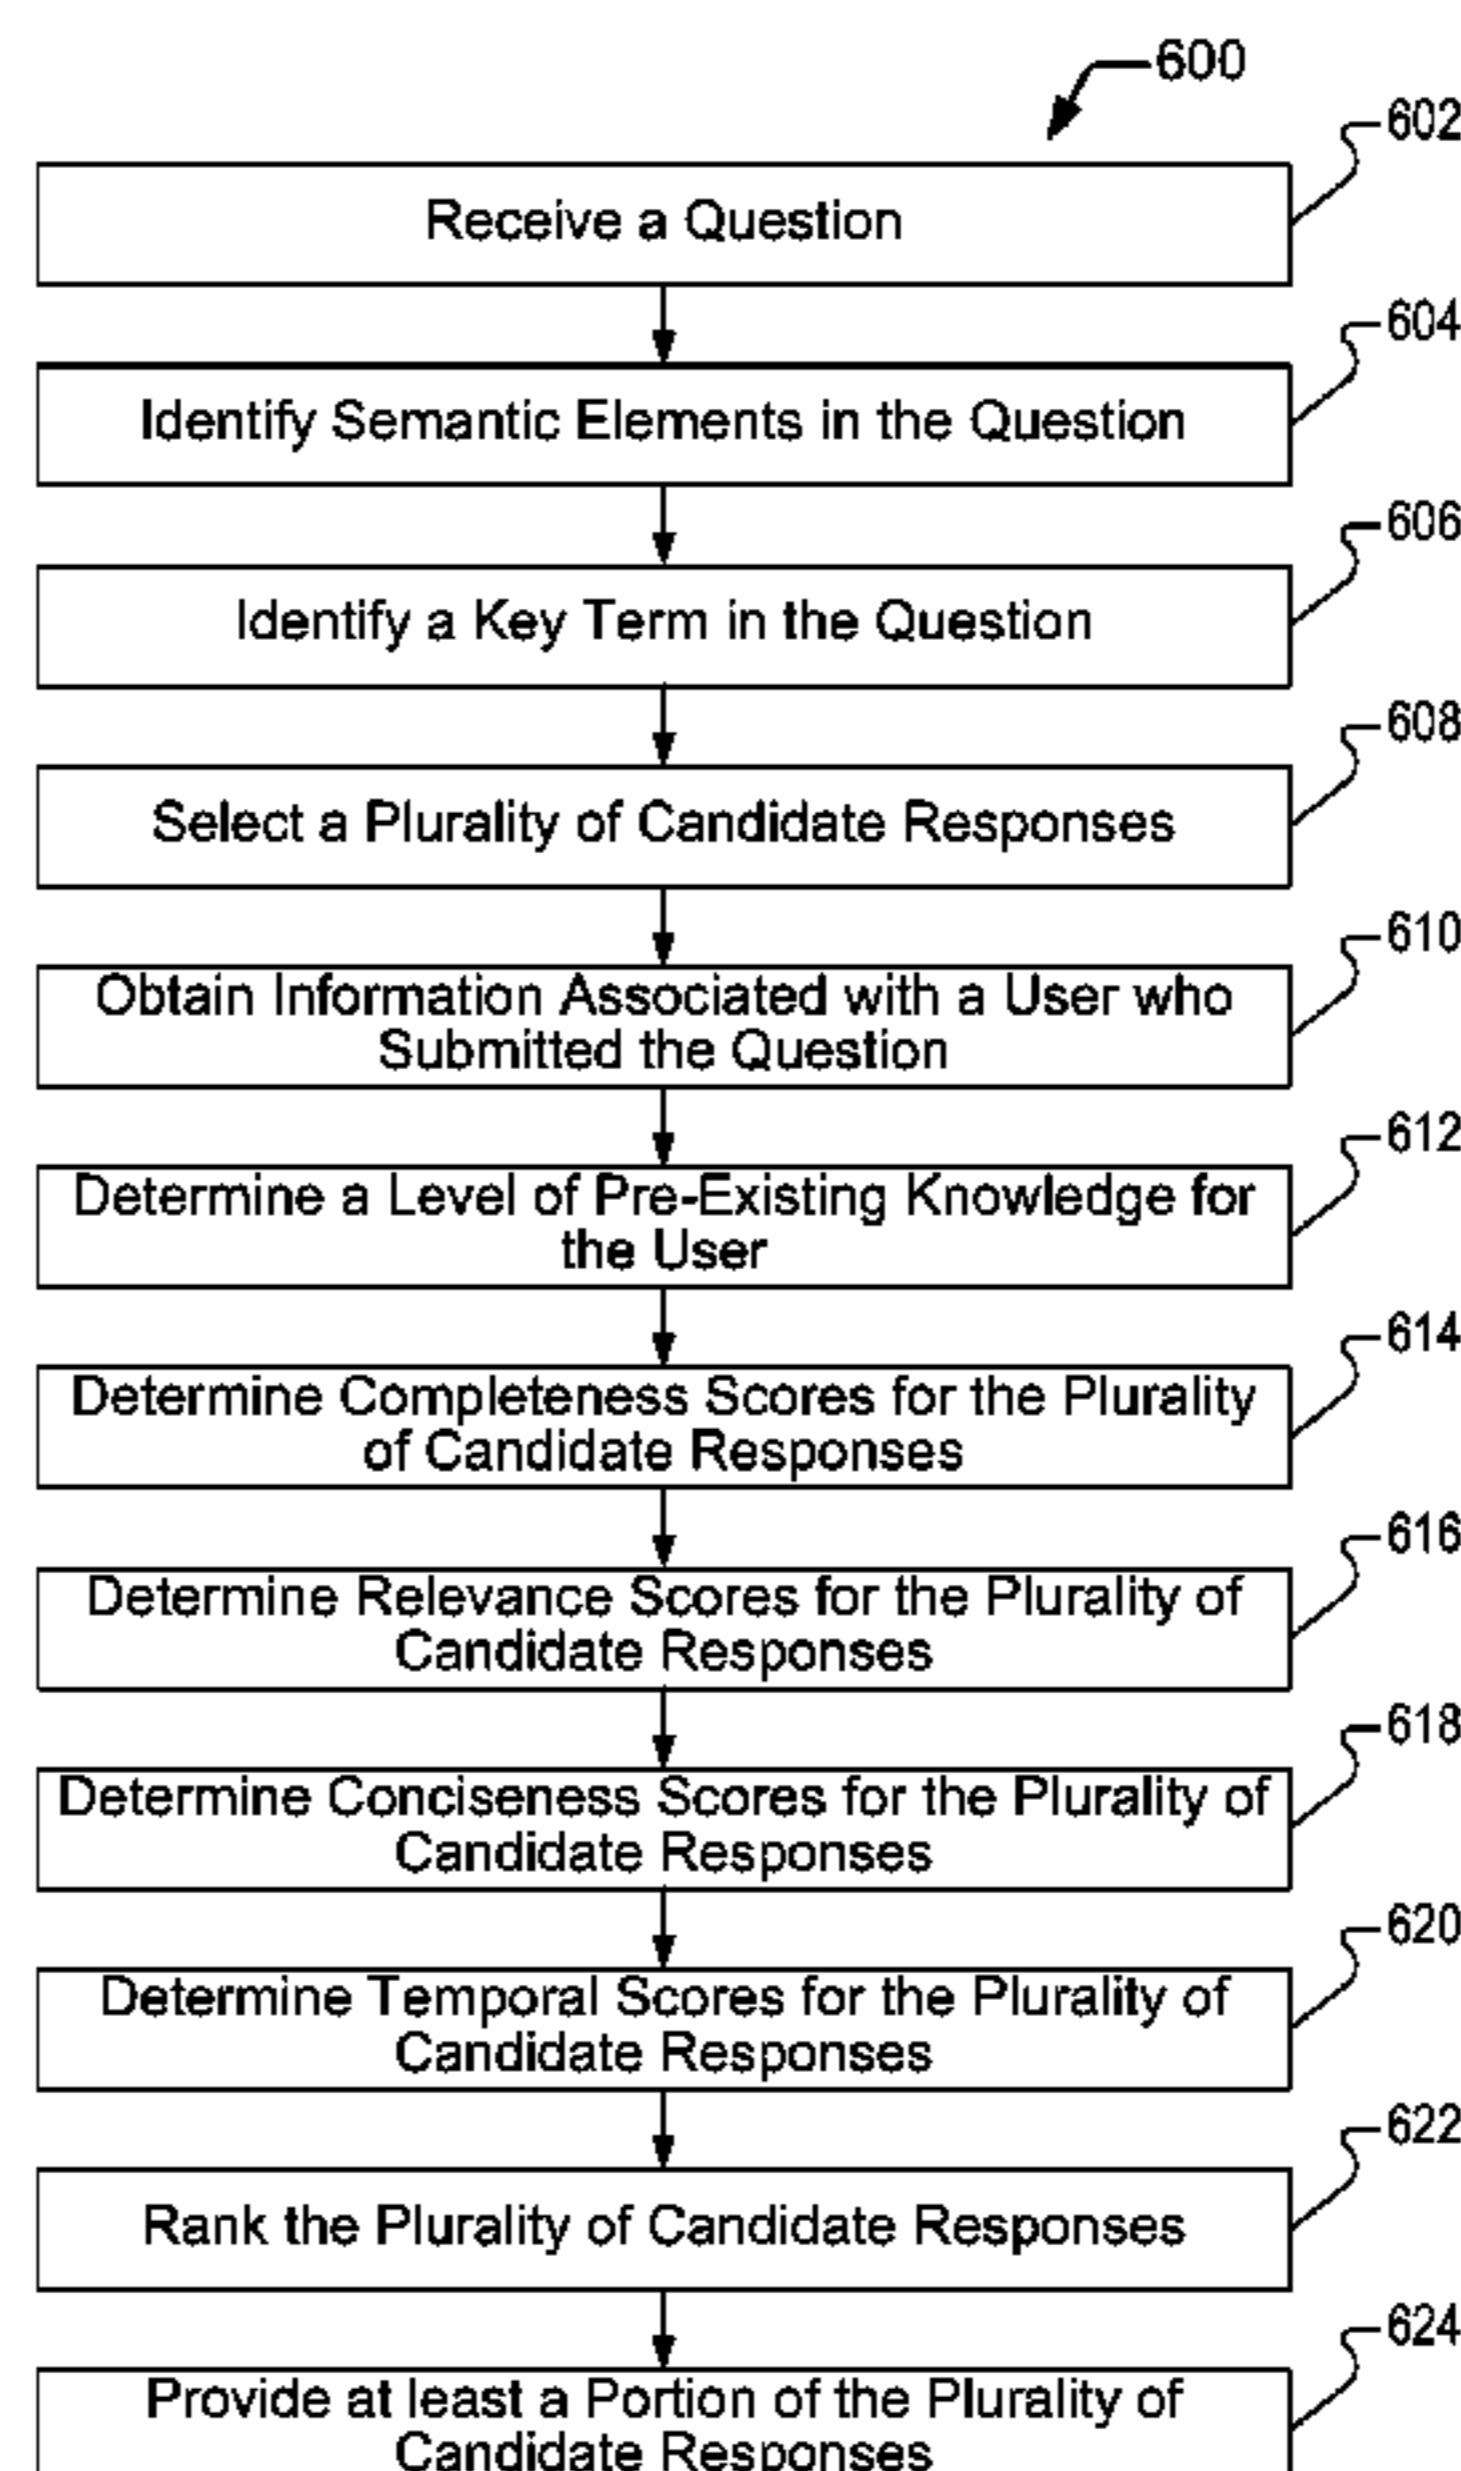 600
602
Receive a Question
604
Identify Semantic Elements in the Question
606
Identify a Key Term in the Question
608
Select a Plurality of Candidate Responses
610
Obtain Information Associated with a User who
Submitted the Question
612
Determine a Level of Pre-Existing Knowledge for
the User
614
Determine Completeness Scores for the Plurality
of Candidate Responses
616
Determine Relevance Scores for the Plurality of
Candidate Responses
618
Determine Conciseness Scores for the Plurality of
Candidate Responses
620
Determine Temporal Scores for the Plurality of
Candidate Responses
622
Rank the Plurality of Candidate Responses
624
Provide at least a Portion of the Plurality of
Candidate Responses